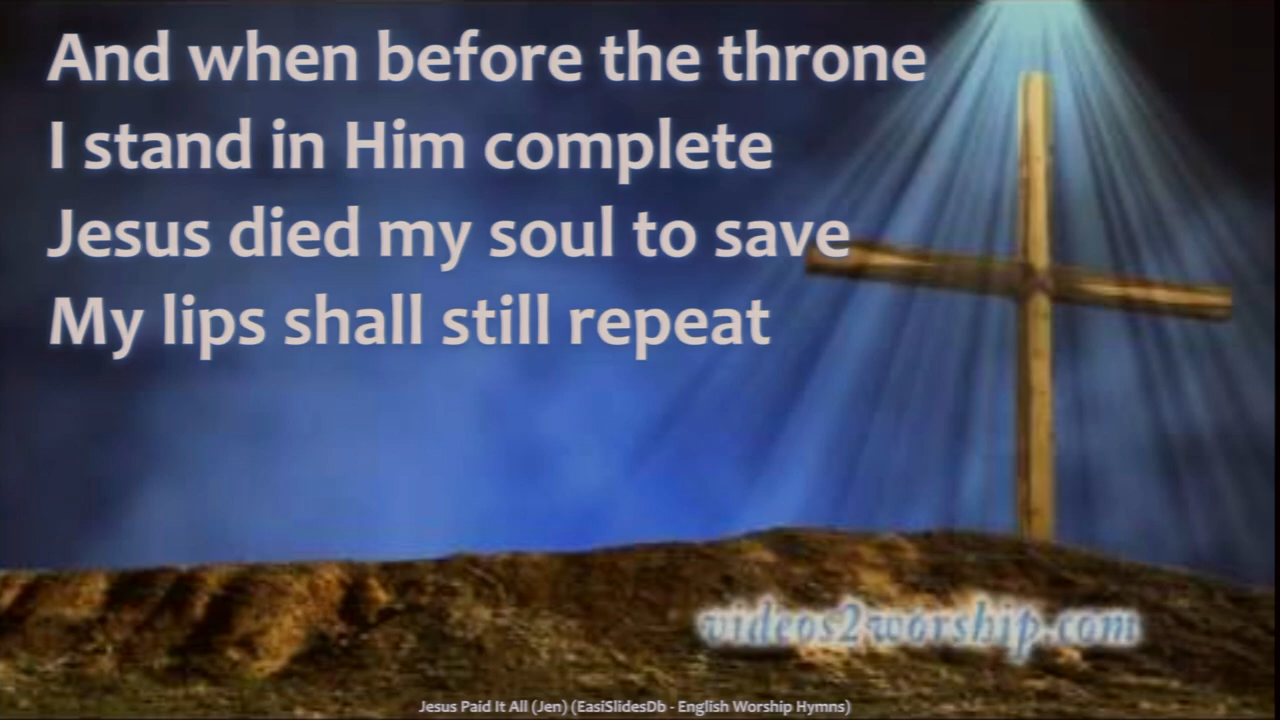 And when before the throne
I stand in Him complete
Jesus died my soul to save
My lips shall still repeat
videos2worship.com
Jesus Paid It All (Jen) (EasiSlidesDb - English Worship Hymns)